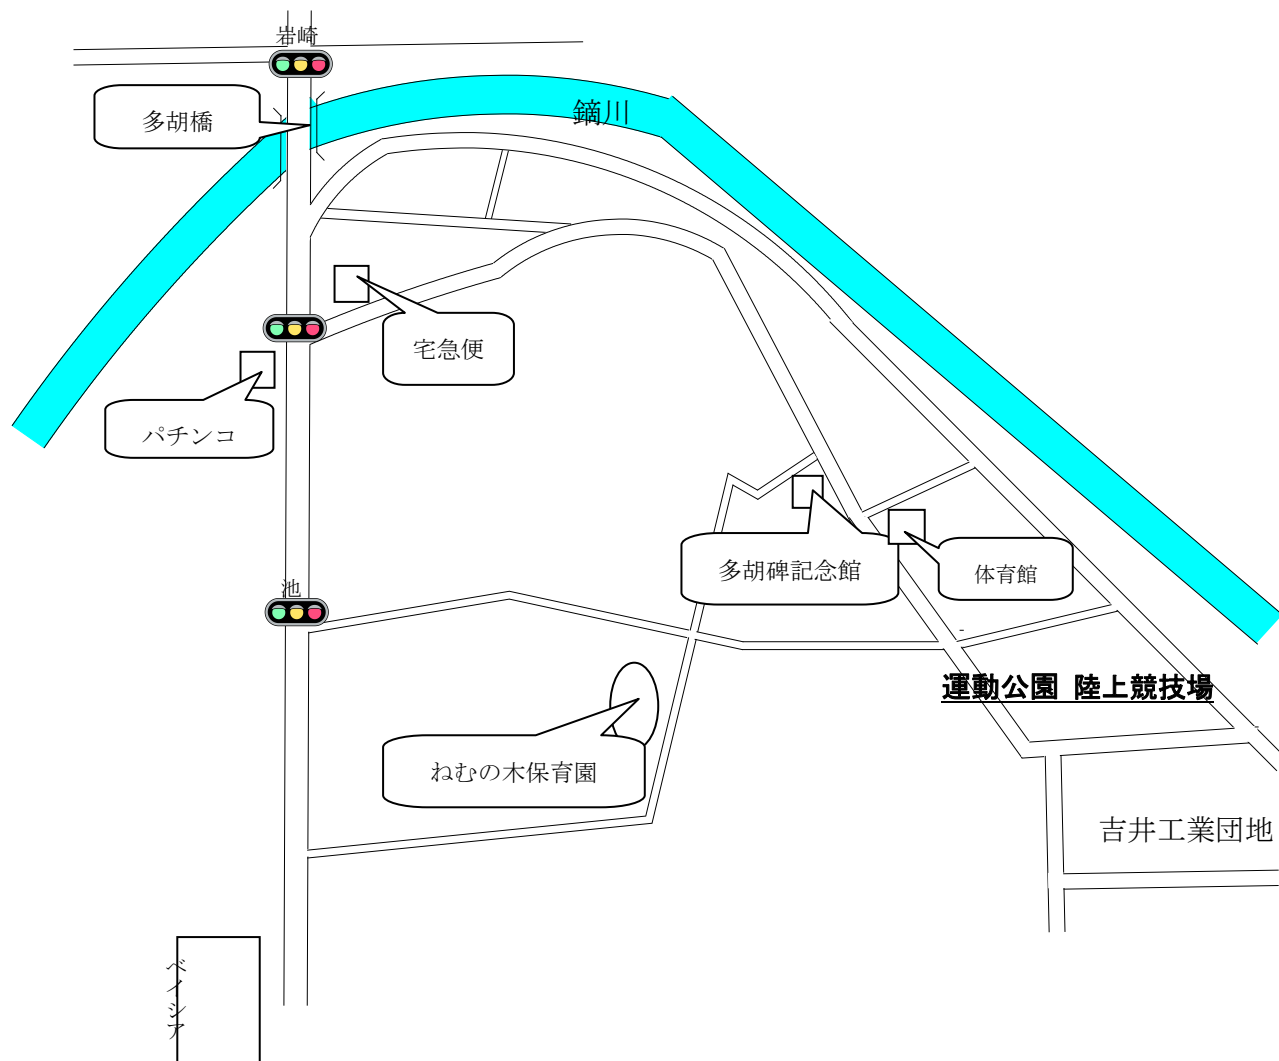 岩崎
多胡橋
鏑川
宅急便
パチンコ
多胡碑記念館
体育館
池
運動公園 陸上競技場
ねむの木保育園
吉井工業団地
ベイシア